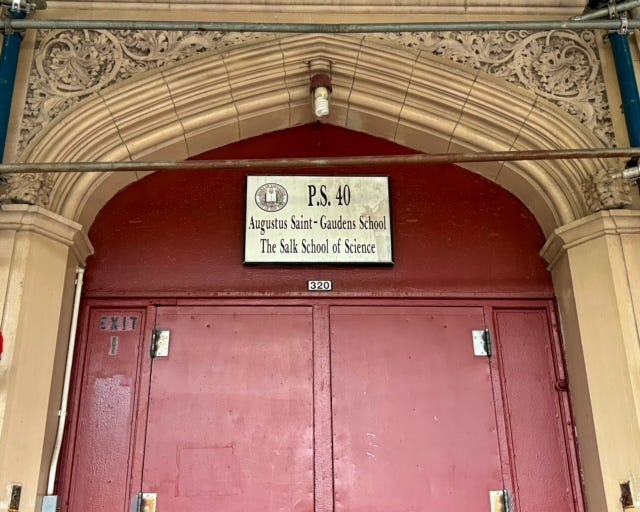 P.S. 40
Augustus Saint-Gaudens School
The Salk School of Science
320
EXIT